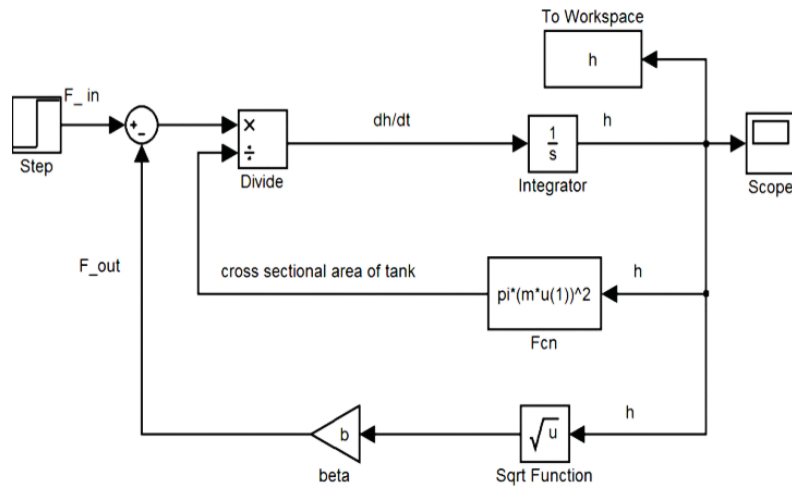 To Workspace
h
F_ in
+
-
Step
×
÷
Divide
dh/dt
1
s
Integrator
h
Scope
F_out
cross sectional area of tank
pi*(m*u(1))^2
Fcn
h
b
beta
√u
Sqrt Function
h